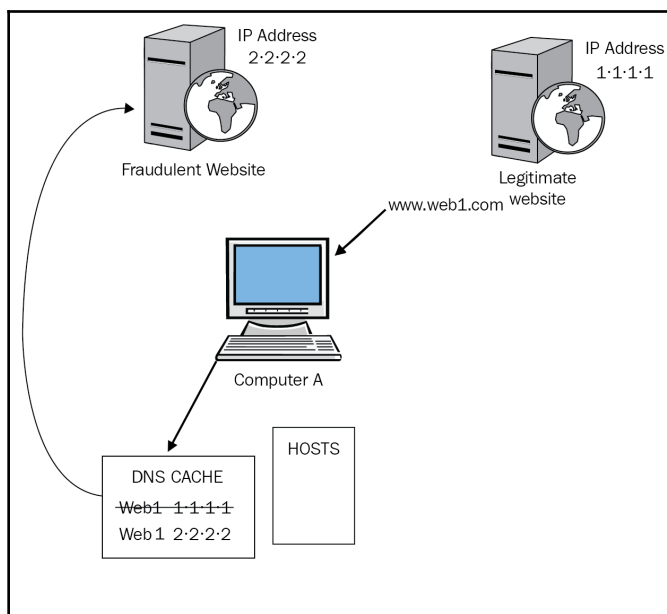 IP Address
2·2·2·2
Fraudulent Website
IP Address
1·1·1·1
Legitimate
website
www.web1.com
Computer A
DNS CACHE
Web1 1·1·1·1
Web1 2·2·2·2
HOSTS